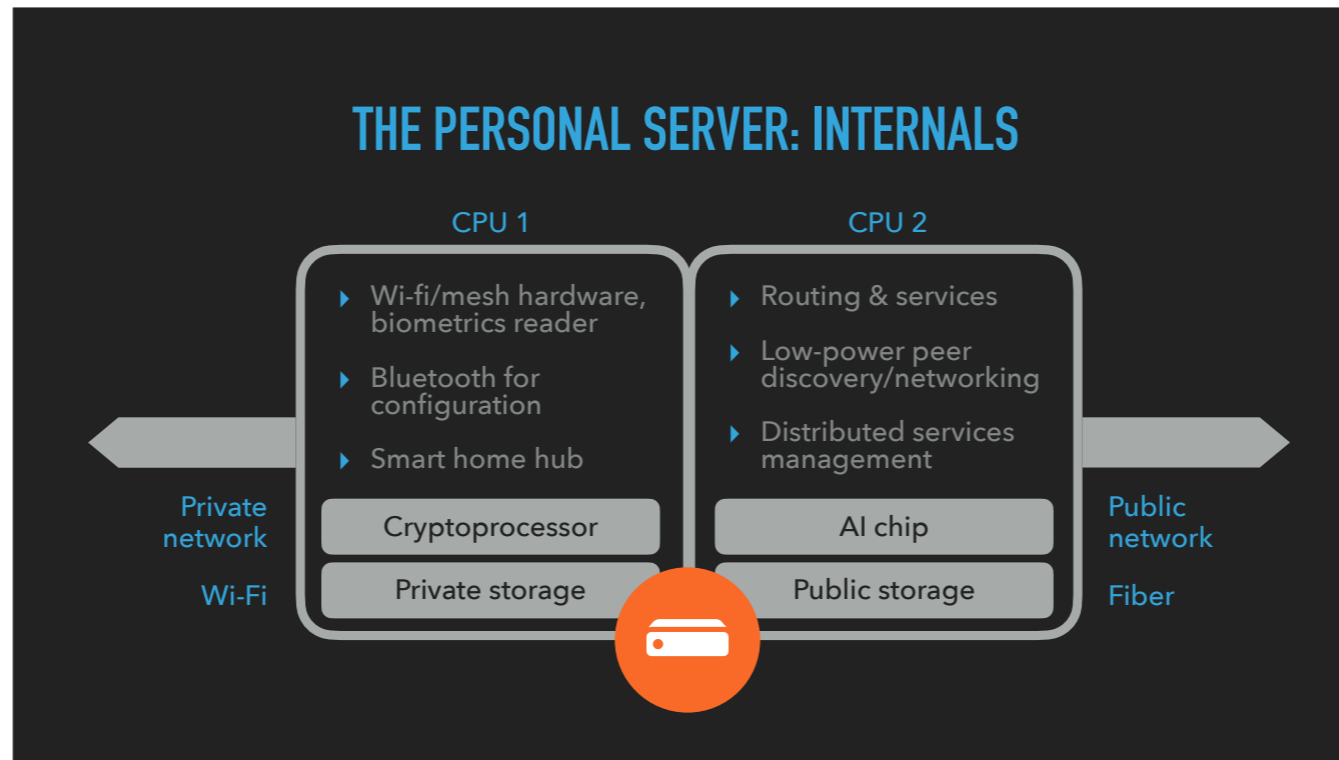 THE PERSONAL SERVER: INTERNALS
CPU 1
Wi-fi/mesh hardware,
biometrics reader
Bluetooth for
configuration
Smart home hub
Cryptoprocessor
Private storage
CPU 2
Routing & services
Low-power peer
discovery/networking
Distributed services
management
AI chip
Public storage
Private
network
Wi-Fi
Public
network
Fiber